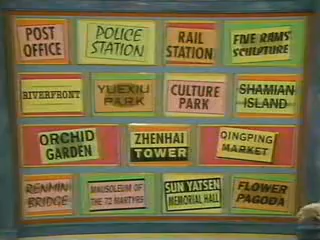 POST
OFFICE
POLICE
STATION
RAIL
STATION
FIVE RAMS
SCULPTURE
RIVERFRONT
YUEXIU
PARK
CULTURE
PARK
SHAMIAN
ISLAND
ORCHID
GARDEN
ZHENHAI
TOWER
QINGPING
MARKET
RENMIN
BRIDGE
MAUSOLEUM OF
THE 72 MARTYRS
SUN YATSEN
MEMORIAL HALL
FLOWER
PAGODA